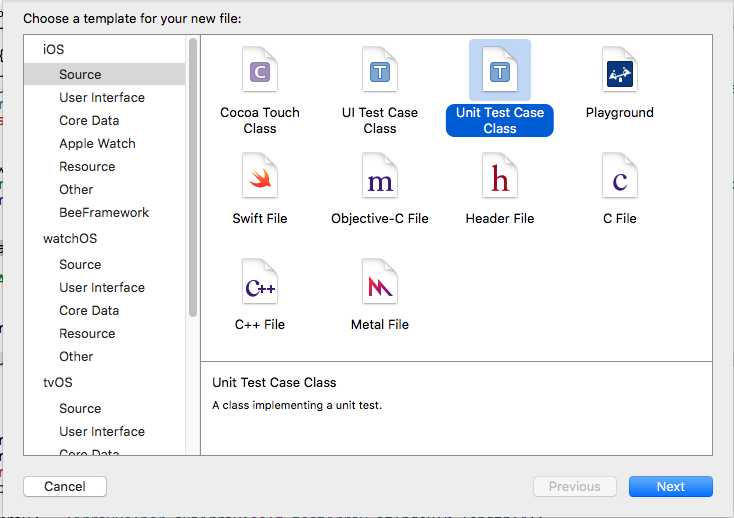 Choose a template for your new file:
iOS
Source
User Interface
Core Data
Apple Watch
Resource
Other
BeeFramework
watchOS
Source
User Interface
Core Data
Resource
Other
tvOS
Source
User Interface
Core Data
C
Cocoa Touch
Class
T
UI Test Case
Class
T
Unit Test Case
Class
Playground
Swift File
m
Objective-C File
h
Header File
c
C File
C++
C++ File
Metal File
Unit Test Case Class
A class implementing a unit test.
Cancel
Previous
Next